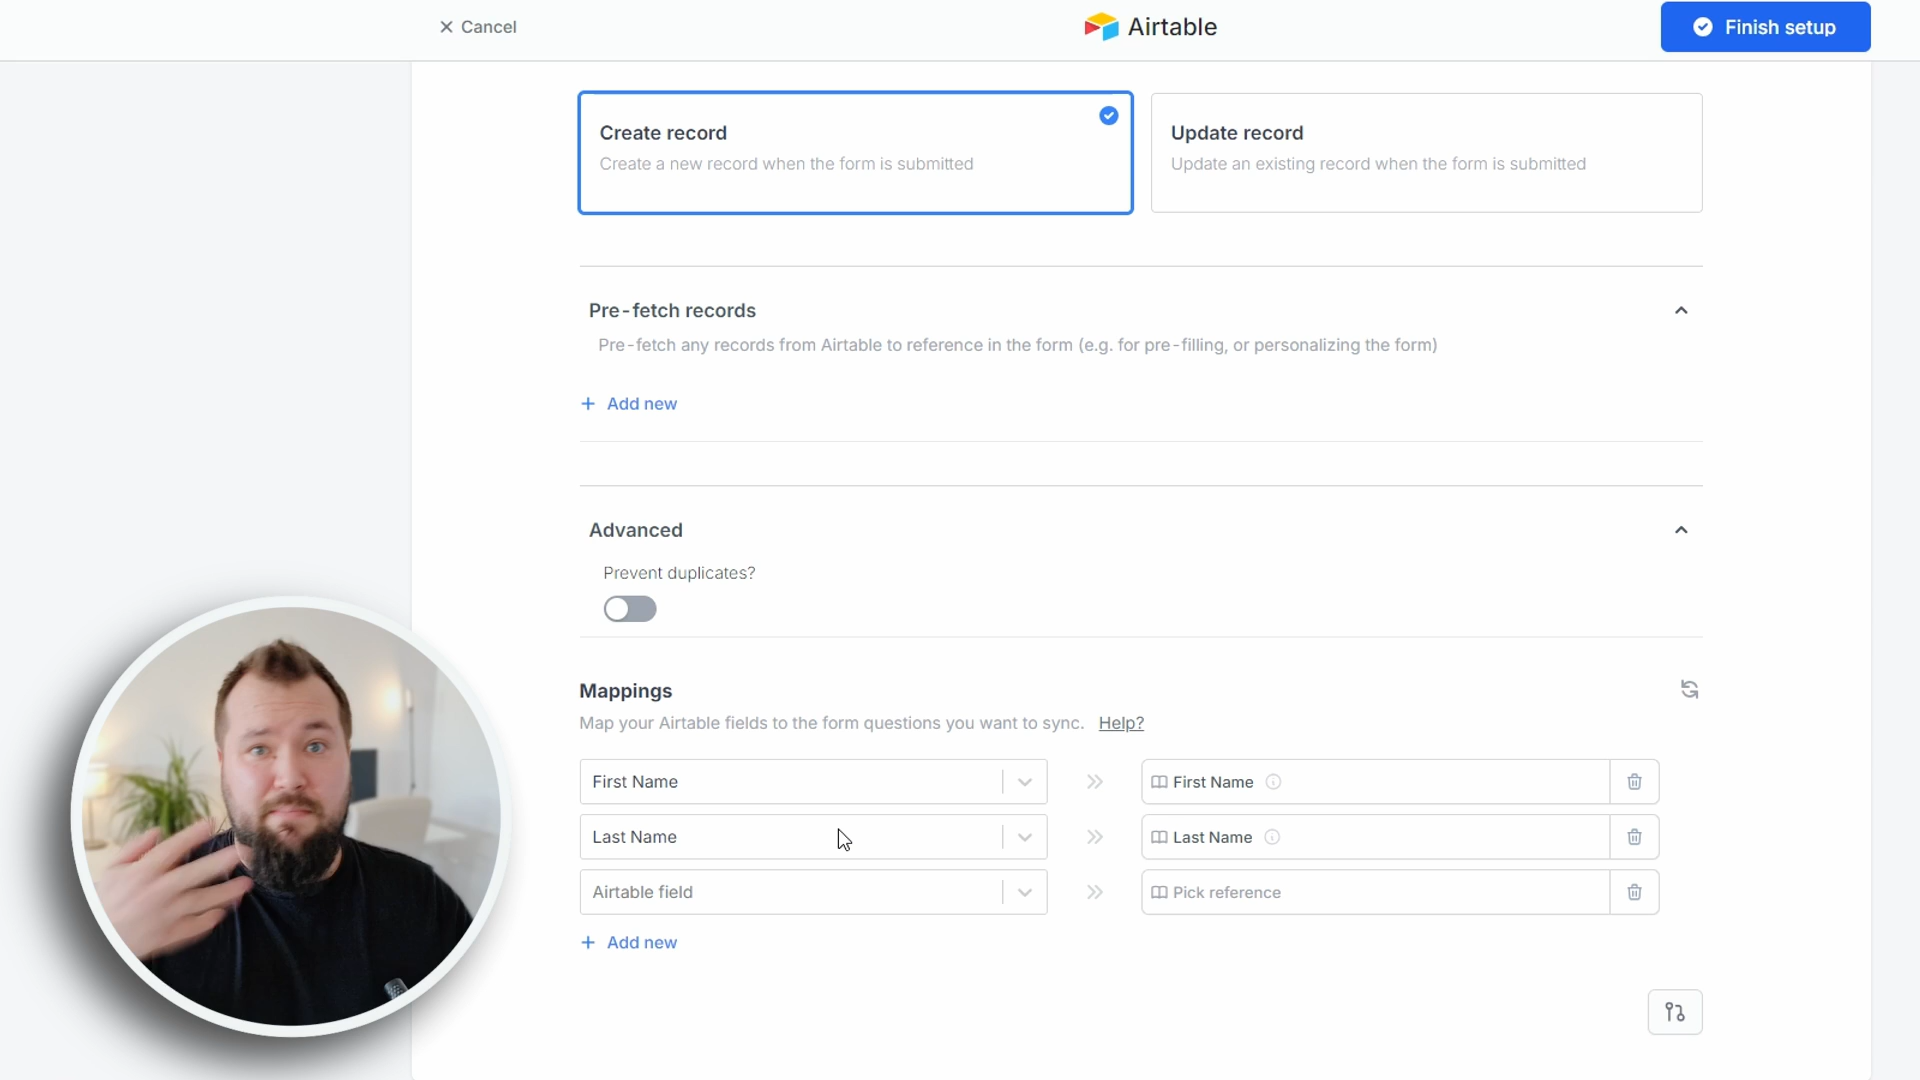 Cancel
Airtable
Finish setup
Create record
Create a new record when the form is submitted
Update record
Update an existing record when the form is submitted
Pre-fetch records
Pre-fetch any records from Airtable to reference in the form (e.g. for pre-filling, or personalizing the form)
+ Add new
Advanced
Prevent duplicates?
Mappings
Map your Airtable fields to the form questions you want to sync. Help?
First Name
First Name
Last Name
Last Name
Airtable field
Pick reference
+ Add new